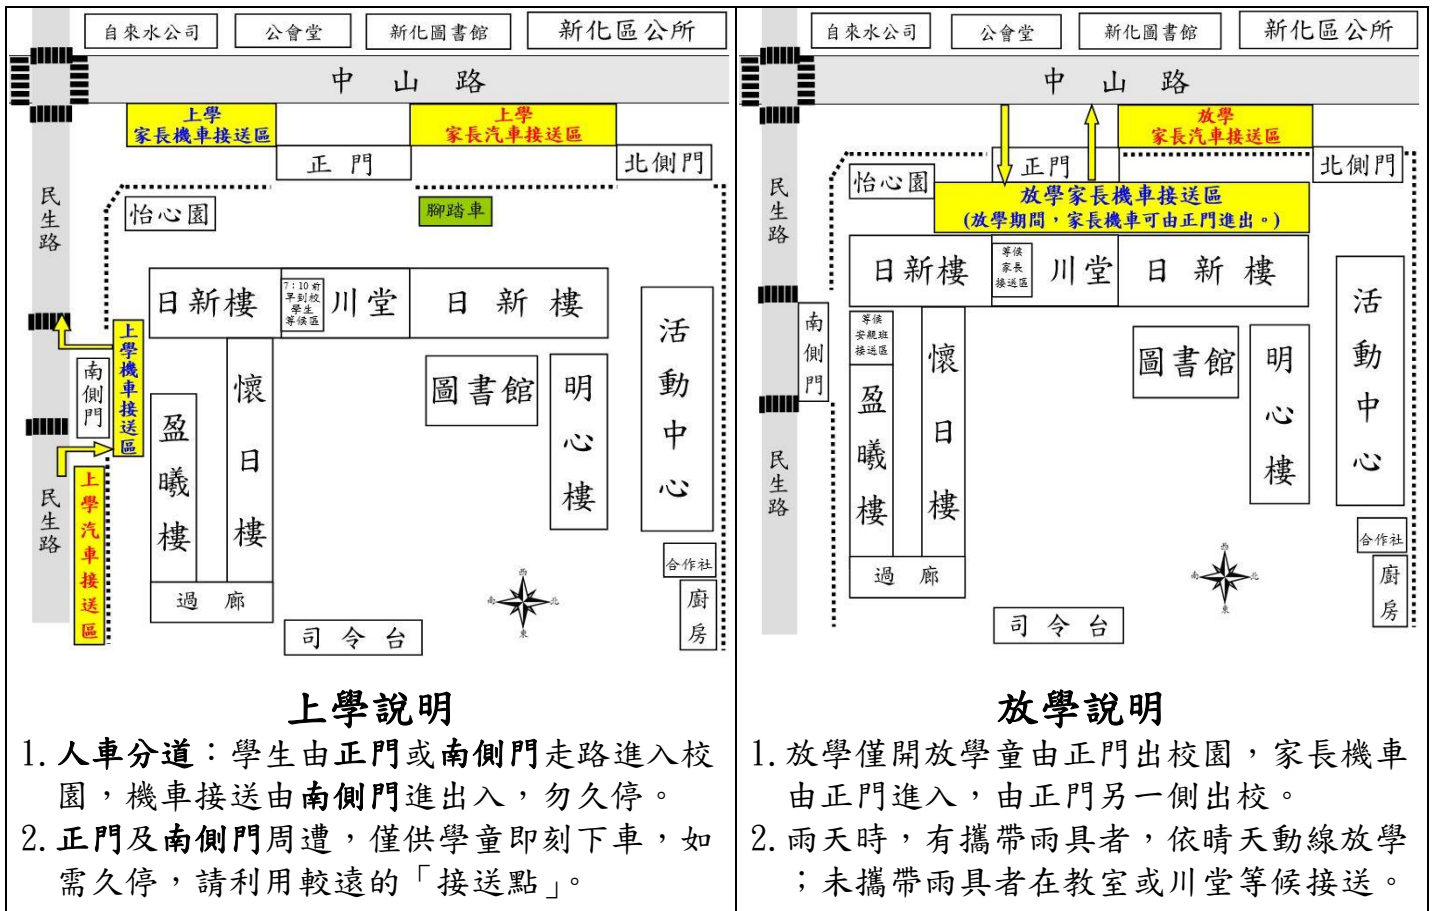 自來水公司
公會堂
新化圖書館
新化區公所
中山路
上學
家長機車接送區
上學
家長汽車接送區
正門
北側門
民生路
怡心園
腳踏車
日新樓
7：10前
早到校
學生
等候區
川堂
日新樓
上學機車接送區
南側門
懷日樓
圖書館
明心樓
活動中心
盈曦樓
民生路
上學汽車接送區
合作社
西
南
北
東
過廊
廚房
司令台
上學說明
1.人車分道：學生由正門或南側門走路進入校
園，機車接送由南側門進出入，勿久停。
2.正門及南側門周遭，僅供學童即刻下車，如
需久停，請利用較遠的「接送點」。
自來水公司
公會堂
新化圖書館
新化區公所
中山路
放學
家長汽車接送區
正門
北側門
民生路
怡心園
放學家長機車接送區
(放學期間，家長機車可由正門進出。)
日新樓
等候
家長
接送區
川堂
日新樓
南側門
等候
安親班
接送區
懷日樓
圖書館
明心樓
活動中心
盈曦樓
民生路
合作社
西
南
北
東
過廊
廚房
司令台
放學說明
1.放學僅開放學童由正門出校園，家長機車
由正門進入，由正門另一側出校。
2.雨天時，有攜帶雨具者，依晴天動線放學
；未攜帶雨具者在教室或川堂等候接送。